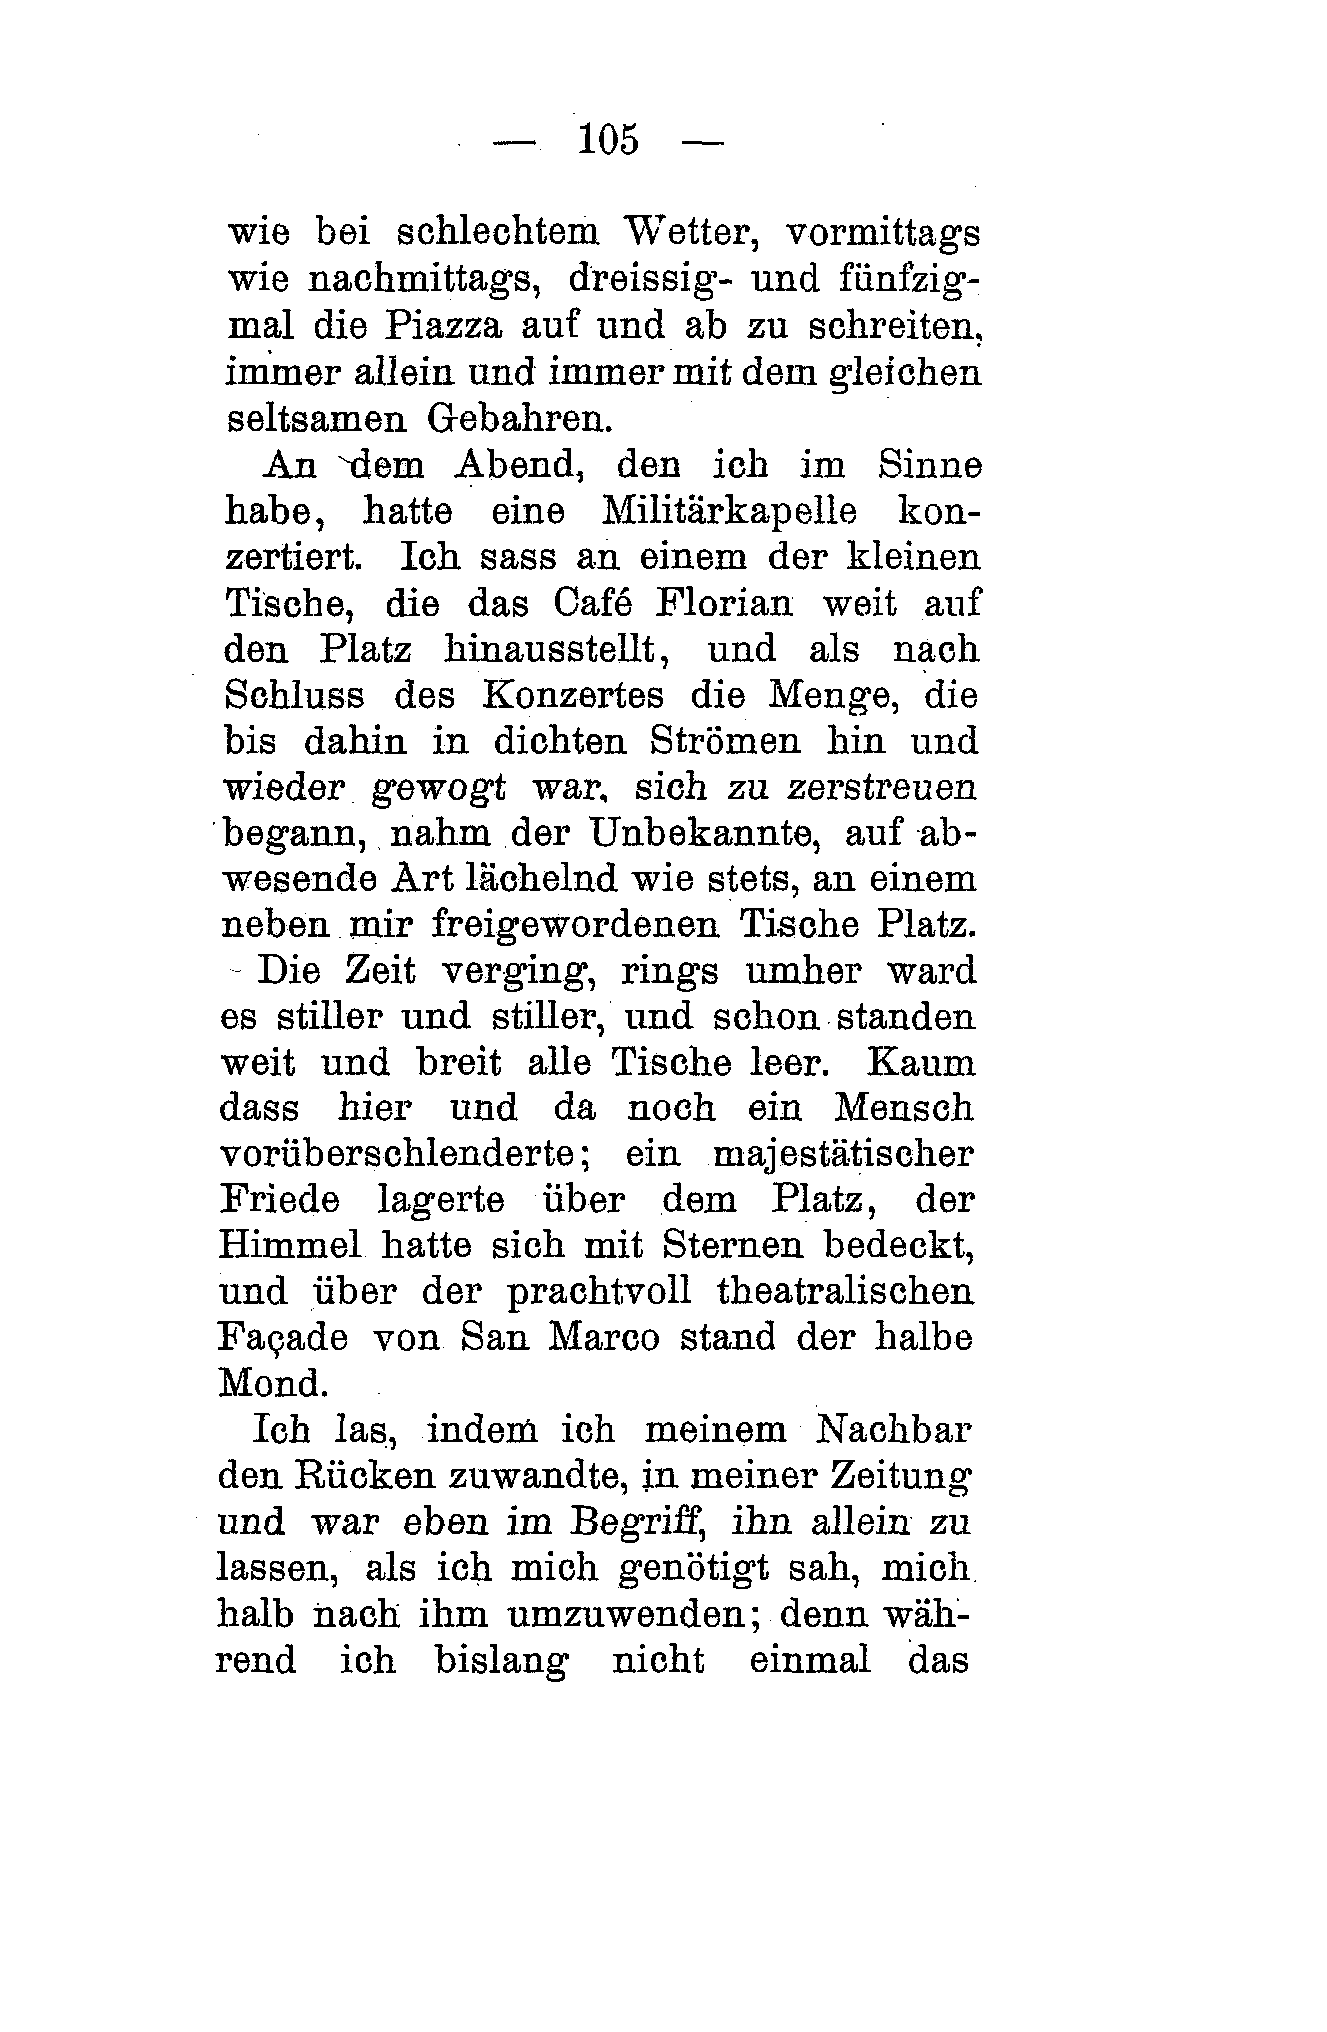 — 105 —
wie bei schlechtem Wetter, vormittags
wie nachmittags, dreissig- und fünfzig-
mal die Piazza auf und ab zu schreiten,
immer allein und immer mit dem gleichen
seltsamen Gebahren.
An dem Abend, den ich im Sinne
habe, hatte eine Militärkapelle kon-
zertiert. Ich sass an einem der kleinen
Tische, die das Café Florian weit auf
den Platz hinausstellt, und als nach
Schluss des Konzertes die Menge, die
bis dahin in dichten Strömen hin und
wieder gewogt war, sich zu zerstreuen
begann, nahm der Unbekannte, auf ab-
wesende Art lächelnd wie stets, an einem
neben mir freigewordenen Tische Platz.
Die Zeit verging, rings umher ward
es stiller und stiller, und schon standen
weit und breit alle Tische leer. Kaum
dass hier und da noch ein Mensch
vorüberschlenderte; ein majestätischer
Friede lagerte über dem Platz, der
Himmel hatte sich mit Sternen bedeckt,
und über der prachtvoll theatralischen
Façade von San Marco stand der halbe
Mond.
Ich las, indem ich meinem Nachbar
den Rücken zuwandte, in meiner Zeitung
und war eben im Begriff, ihn allein zu
lassen, als ich mich genötigt sah, mich
halb nach ihm umzuwenden; denn wäh-
rend ich bislang nicht einmal das